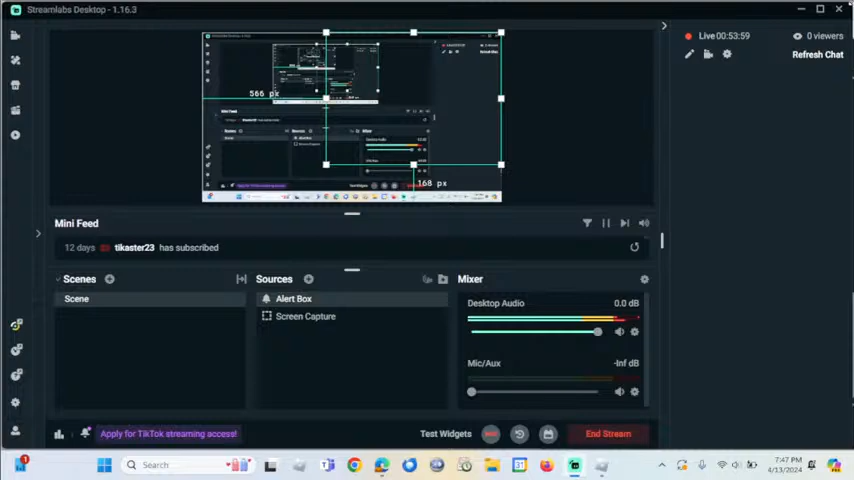 Streamlabs Desktop - 1.16.3
Live 00:53:59
0 viewers
Refresh Chat
566 px
168 px
Mini Feed
12 days tikaster23 has subscribed
Scenes
Scene
Sources
Alert Box
Screen Capture
Mixer
Desktop Audio 0.0 dB
Mic/Aux -Inf dB
Apply for TikTok streaming access!
Test Widgets
REC
End Stream
1
Search
31
7:47 PM
4/13/2024